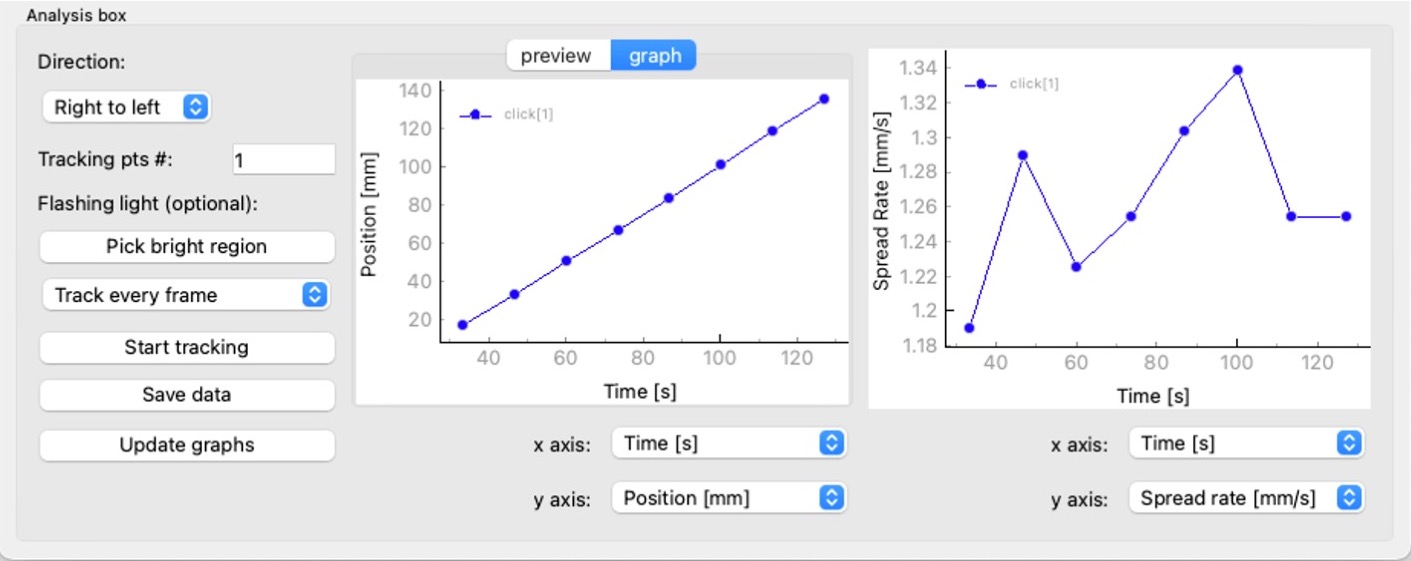 Analysis box
Direction:
Right to left
Tracking pts #:
1
Flashing light (optional):
Pick bright region
Track every frame
Start tracking
Save data
Update graphs
preview
graph
click[1]
140
120
100
80
60
40
20
Position [mm]
40
60
80
100
120
Time [s]
x axis:
Time [s]
y axis:
Position [mm]
click[1]
1.34
1.32
1.3
1.28
1.26
1.24
1.22
1.2
1.18
Spread Rate [mm/s]
40
60
80
100
120
Time [s]
x axis:
Time [s]
y axis:
Spread rate [mm/s]